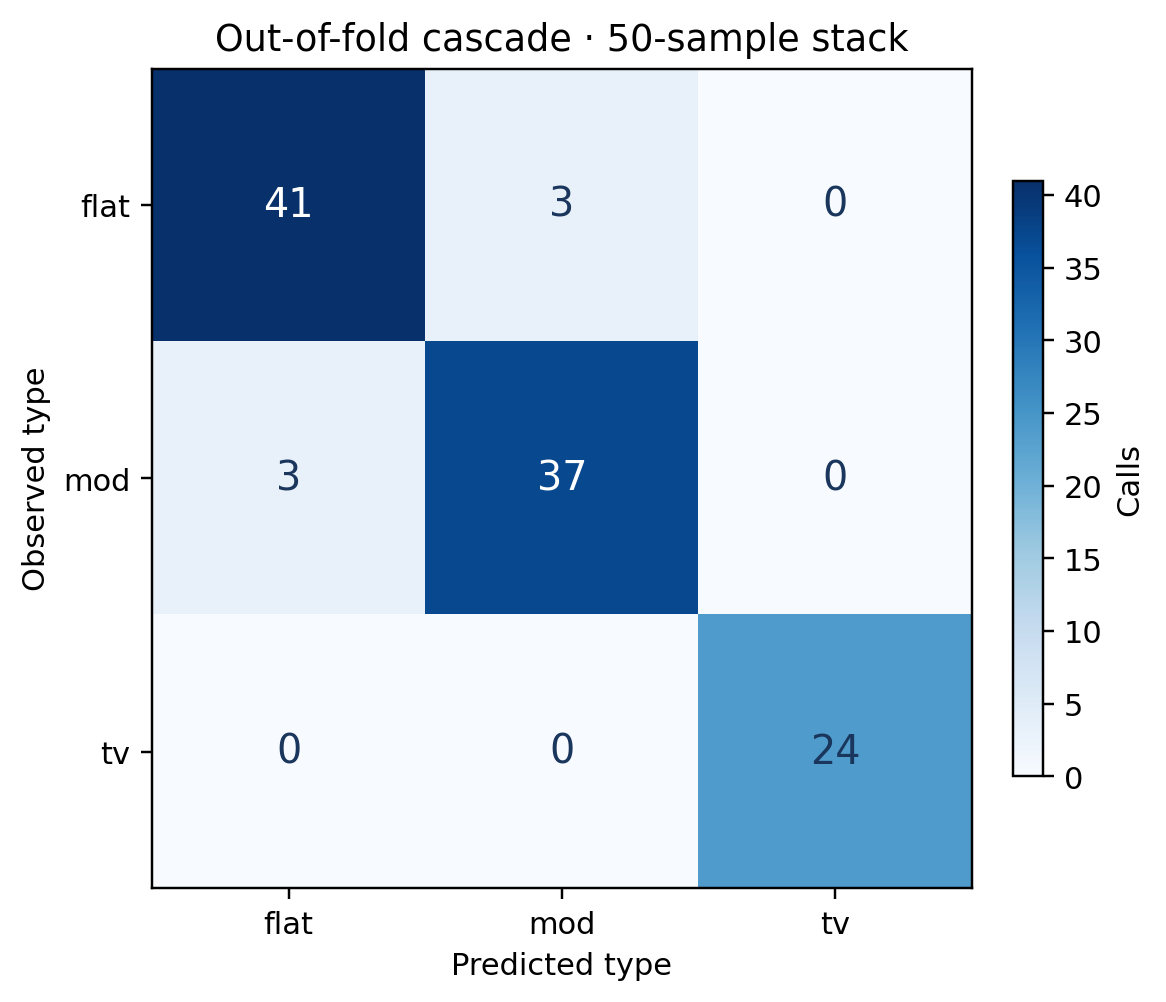 Out-of-fold cascade · 50-sample stack
flat
41
3
0
mod
3
37
0
tv
0
0
24
flat
mod
tv
Predicted type
Observed type
40
35
30
25
20
15
10
5
0
Calls